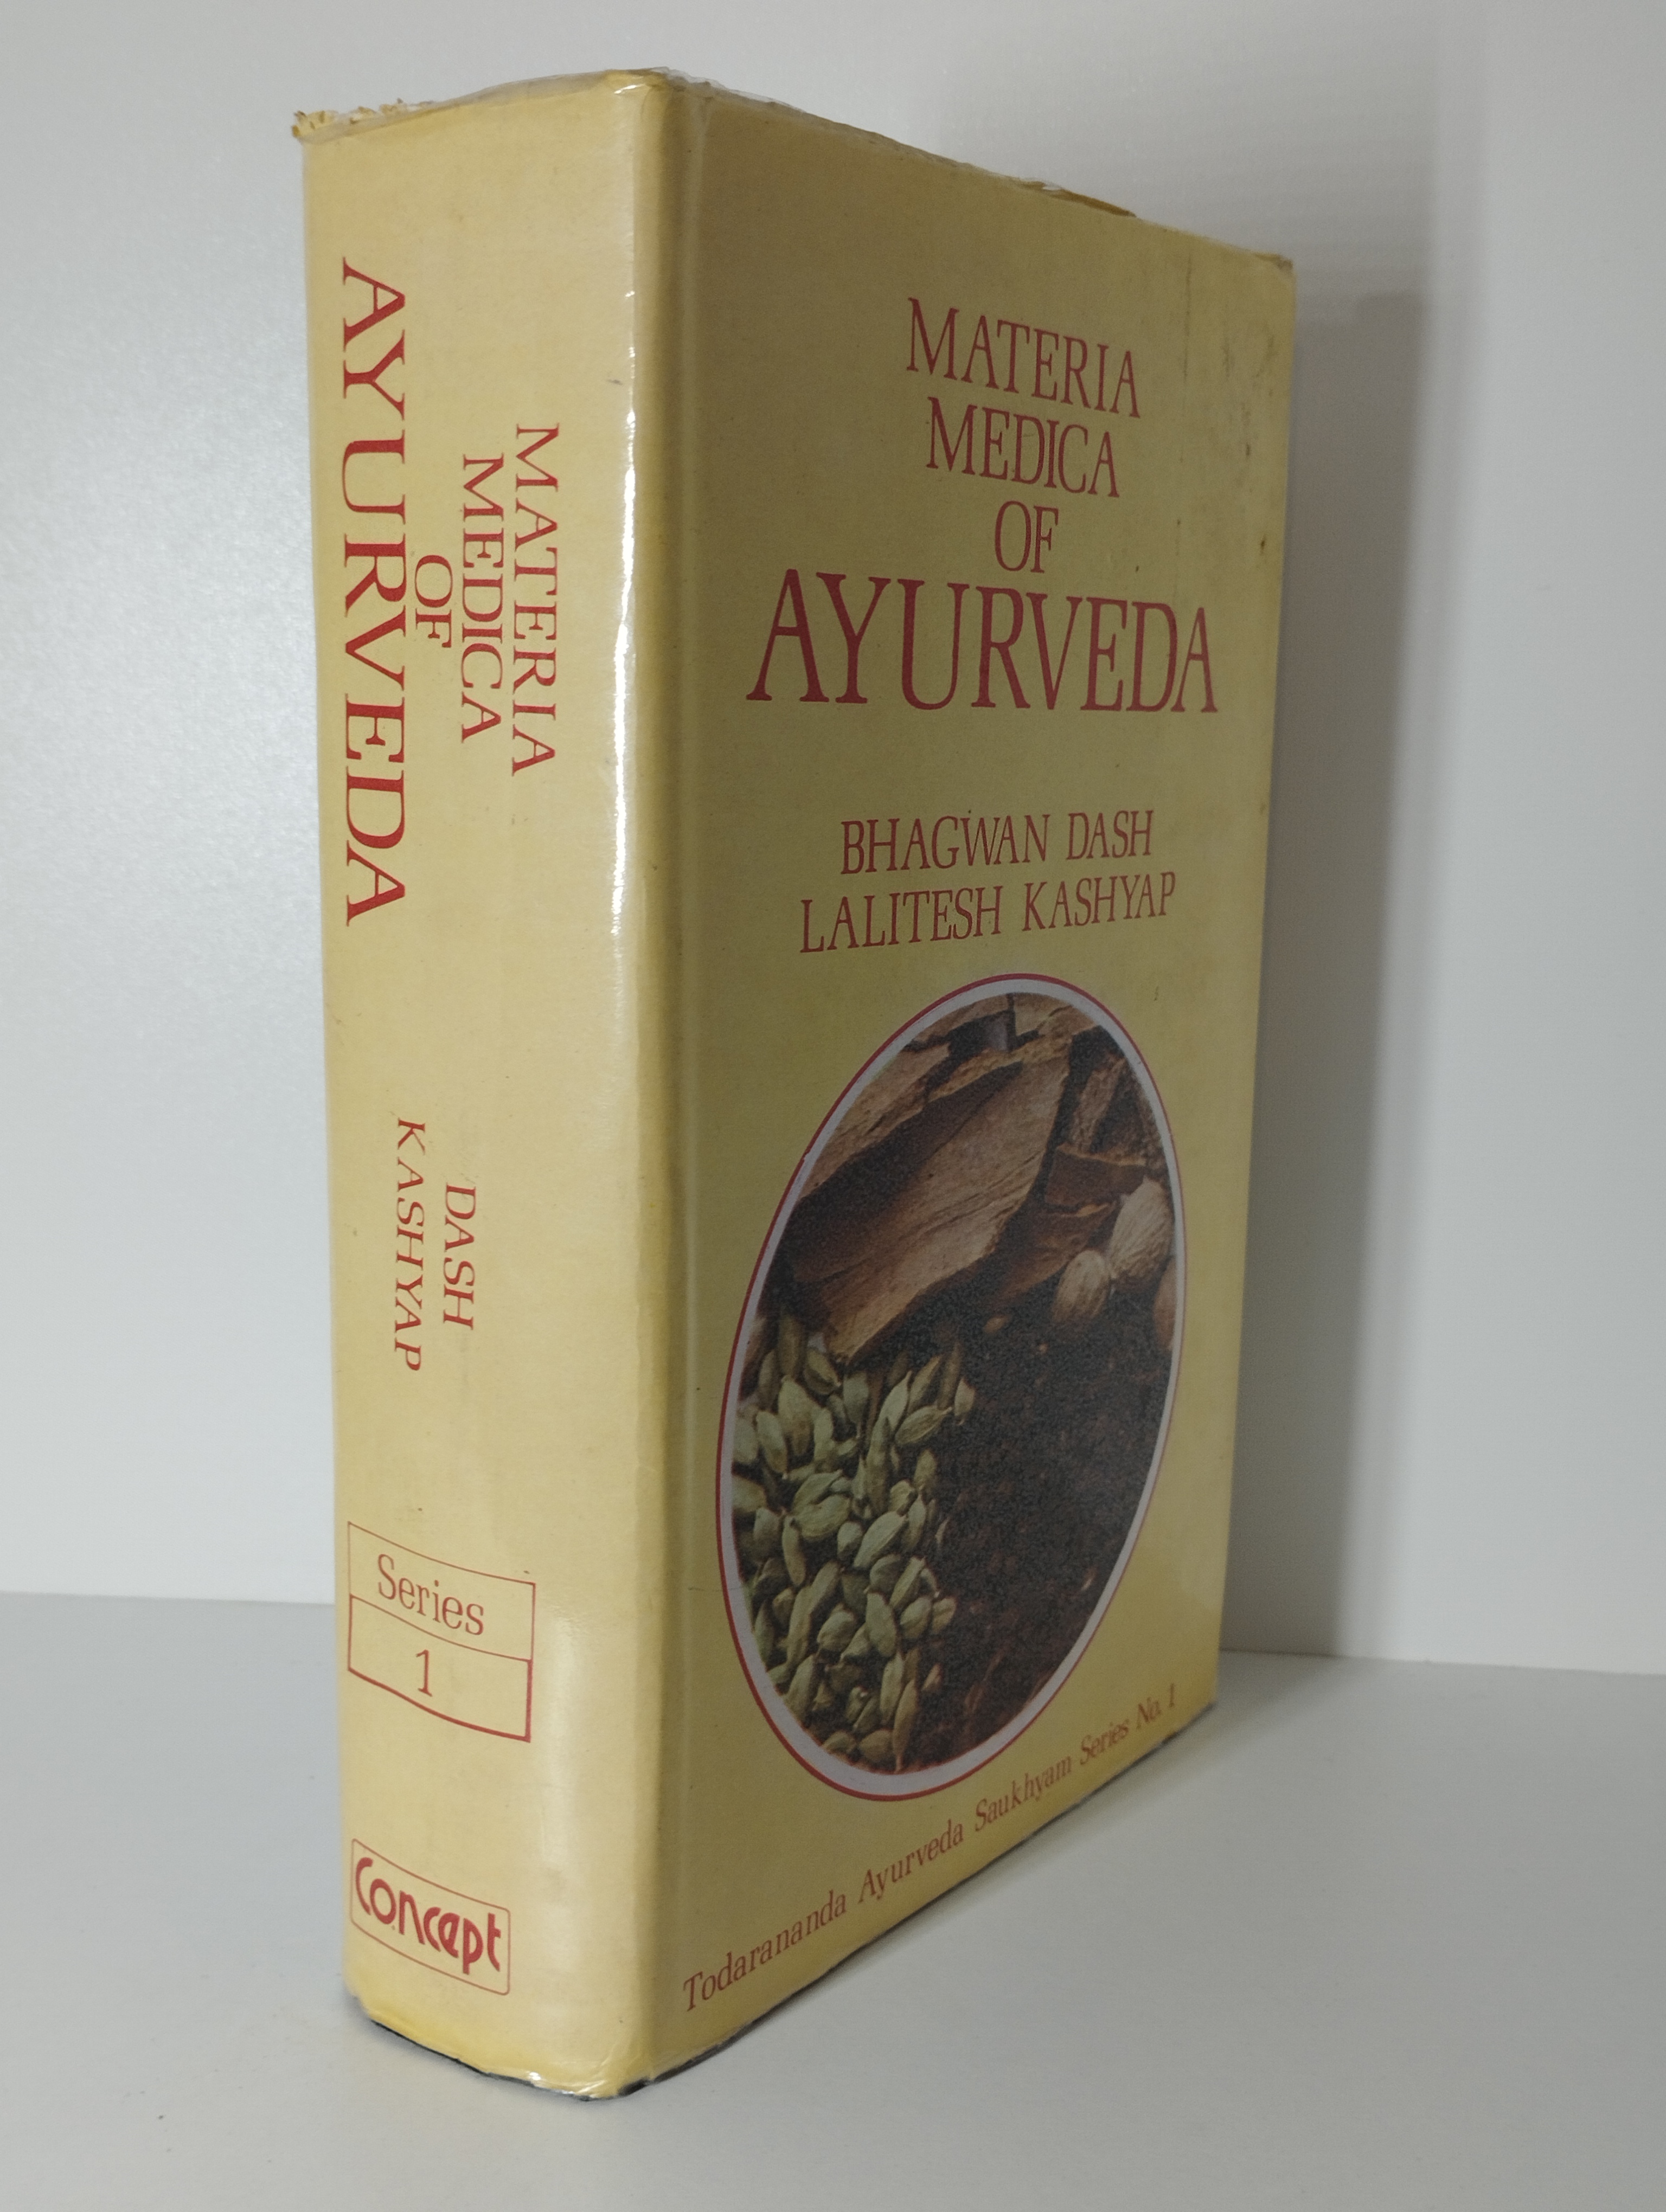 MATERIA
MEDICA
OF
AYURVEDA
DASH
KASHYAP
Series
1
Concept
MATERIA
MEDICA
OF
AYURVEDA
BHAGWAN DASH
LALITESH KASHYAP
Todarananda Ayurveda Saukhyam Series No. 1